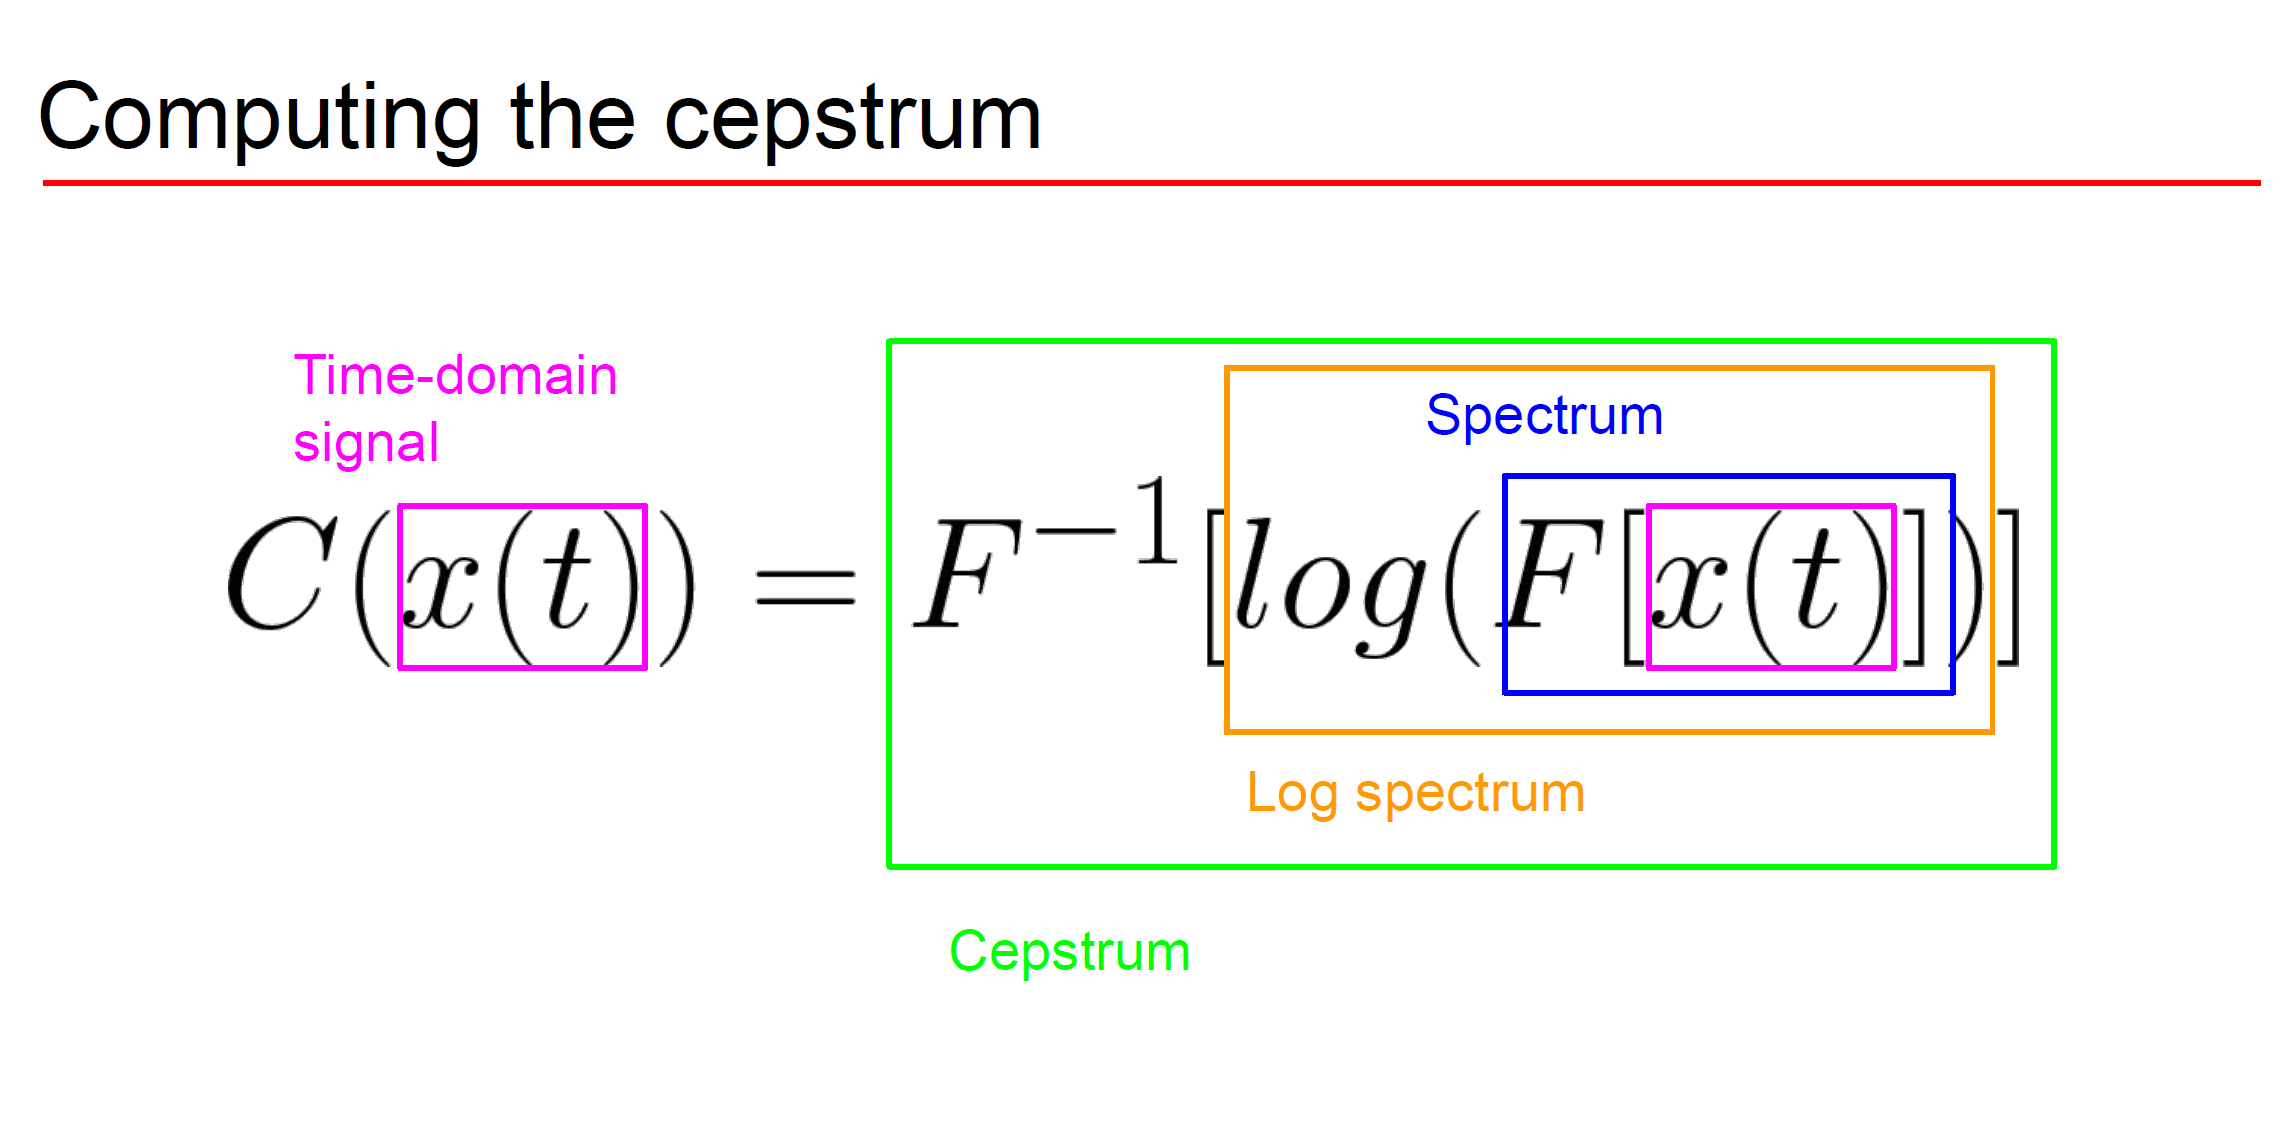 Computing the cepstrum
Time-domain
signal
Spectrum
C(x(t)) = F⁻¹[log(F[x(t)])]
Log spectrum
Cepstrum